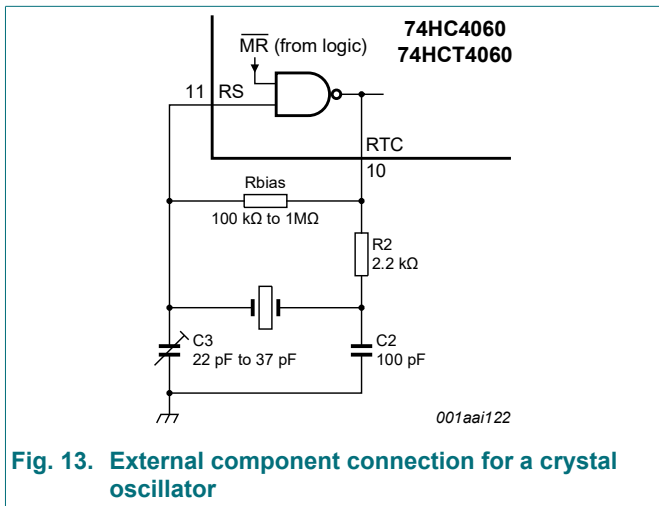 74HC4060
74HCT4060
MR (from logic)
11 RS
RTC
10
Rbias
100 kΩ to 1MΩ
R2
2.2 kΩ
C3
22 pF to 37 pF
C2
100 pF
001aai122
Fig. 13. External component connection for a crystal
oscillator